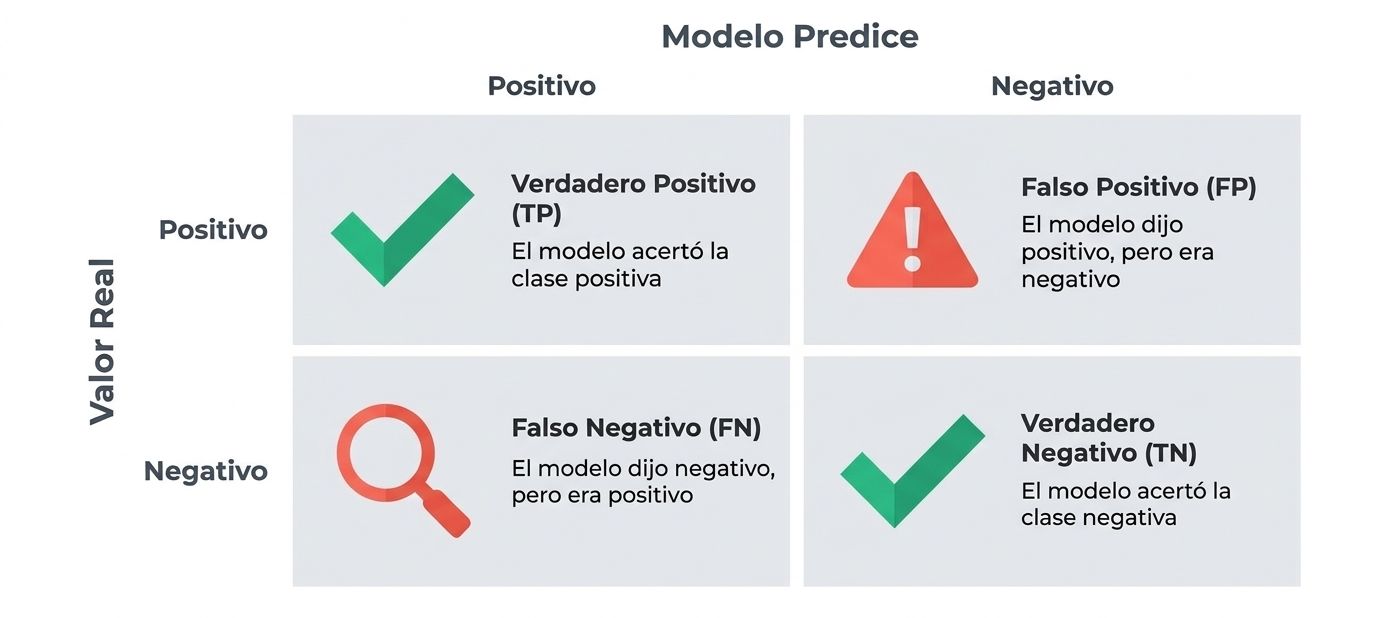 Modelo Predice
Positivo
Negativo
Valor Real
Positivo
Verdadero Positivo
(TP)
El modelo acertó la
clase positiva
Falso Positivo (FP)
El modelo dijo
positivo, pero era
negativo
Negativo
Falso Negativo (FN)
El modelo dijo negativo,
pero era positivo
Verdadero
Negativo (TN)
El modelo acertó la
clase negativa